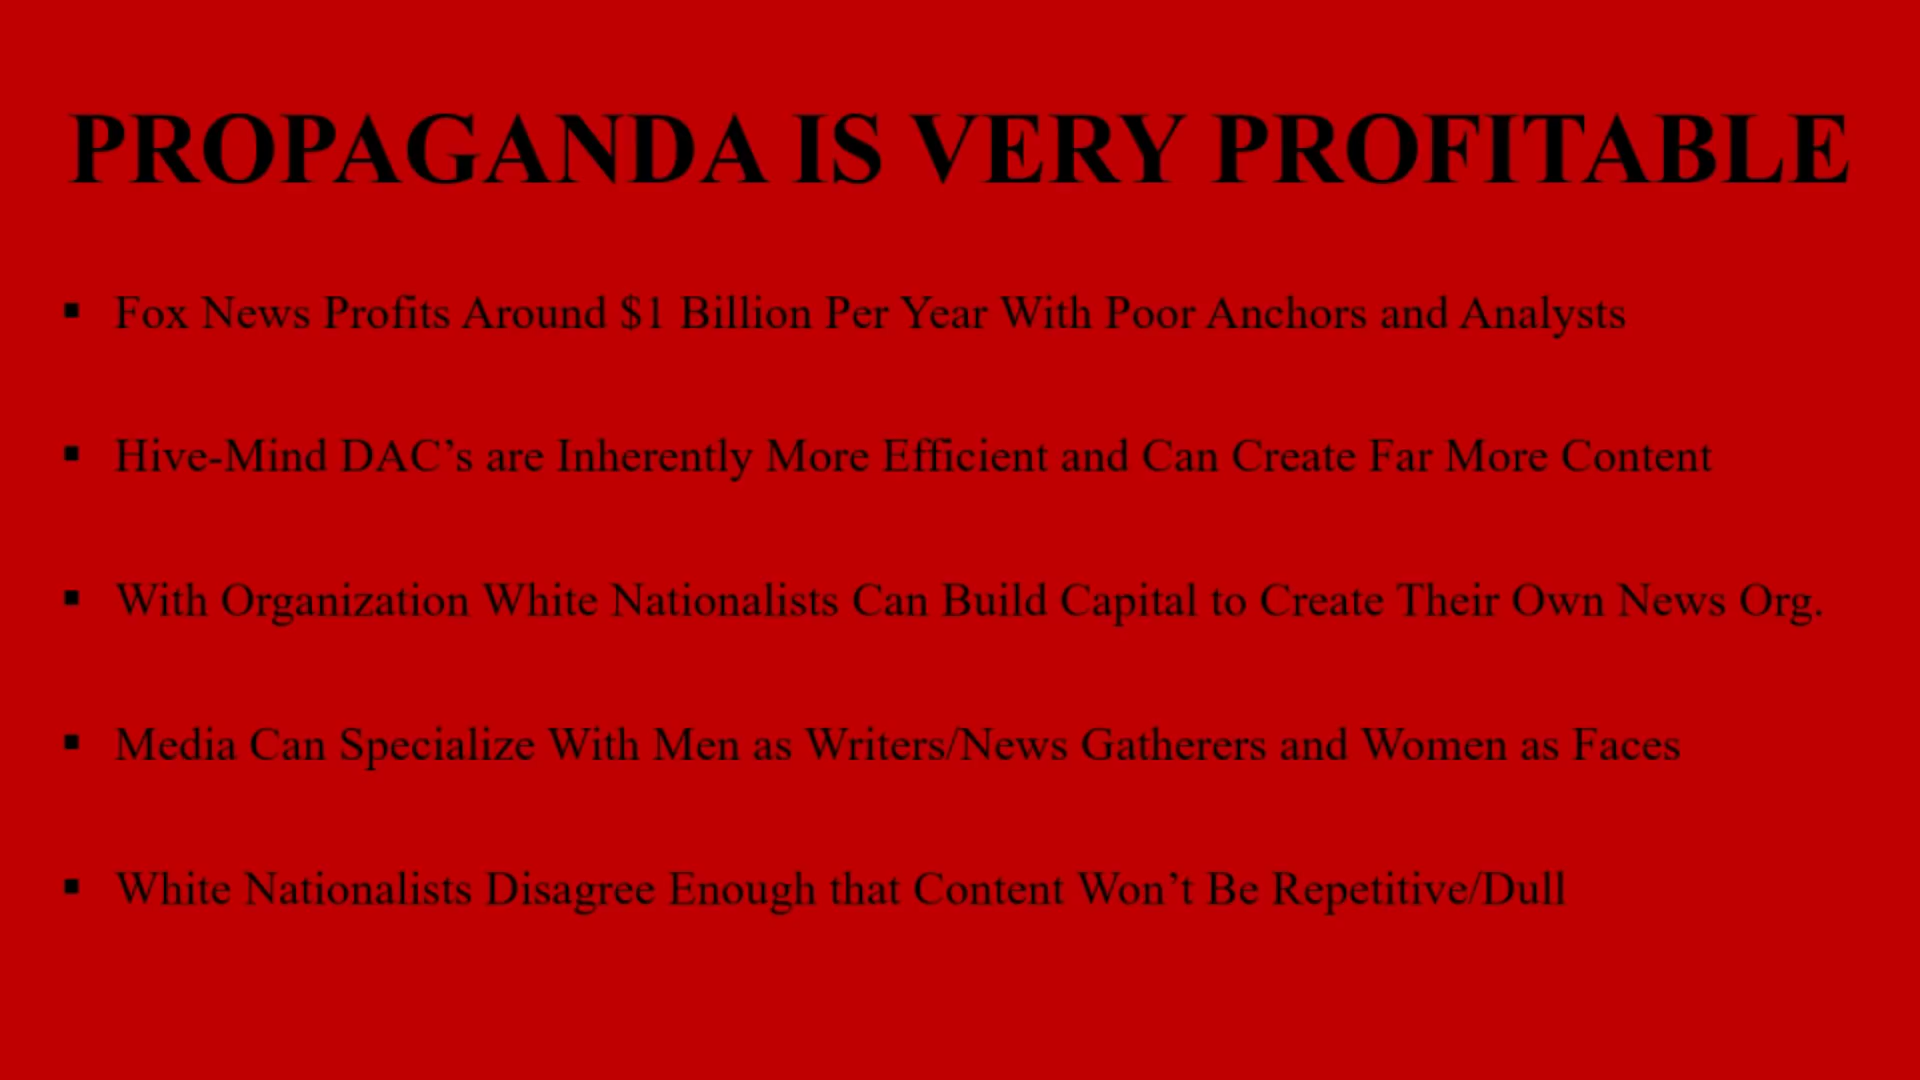 PROPAGANDA IS VERY PROFITABLE
▪ Fox News Profits Around $1 Billion Per Year With Poor Anchors and Analysts
▪ Hive-Mind DAC’s are Inherently More Efficient and Can Create Far More Content
▪ With Organization White Nationalists Can Build Capital to Create Their Own News Org.
▪ Media Can Specialize With Men as Writers/News Gatherers and Women as Faces
▪ White Nationalists Disagree Enough that Content Won’t Be Repetitive/Dull